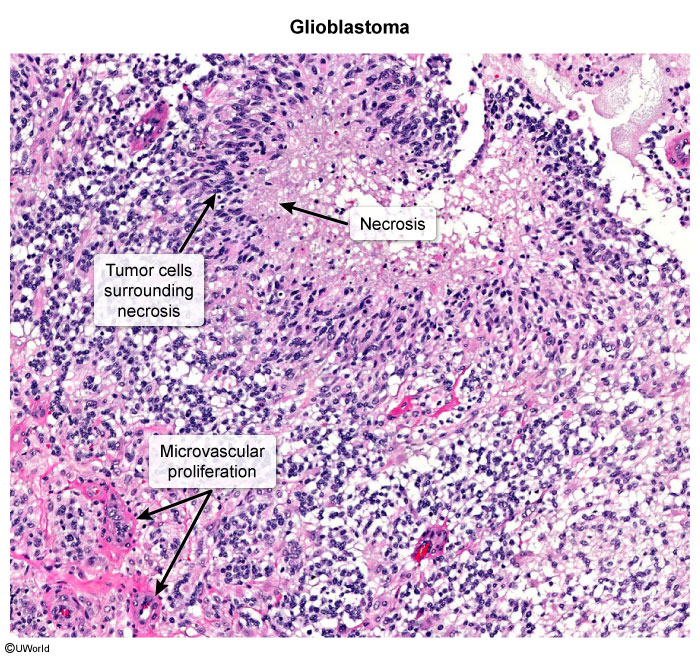 Glioblastoma
Necrosis
Tumor cells
surrounding
necrosis
Microvascular
proliferation
©UWorld